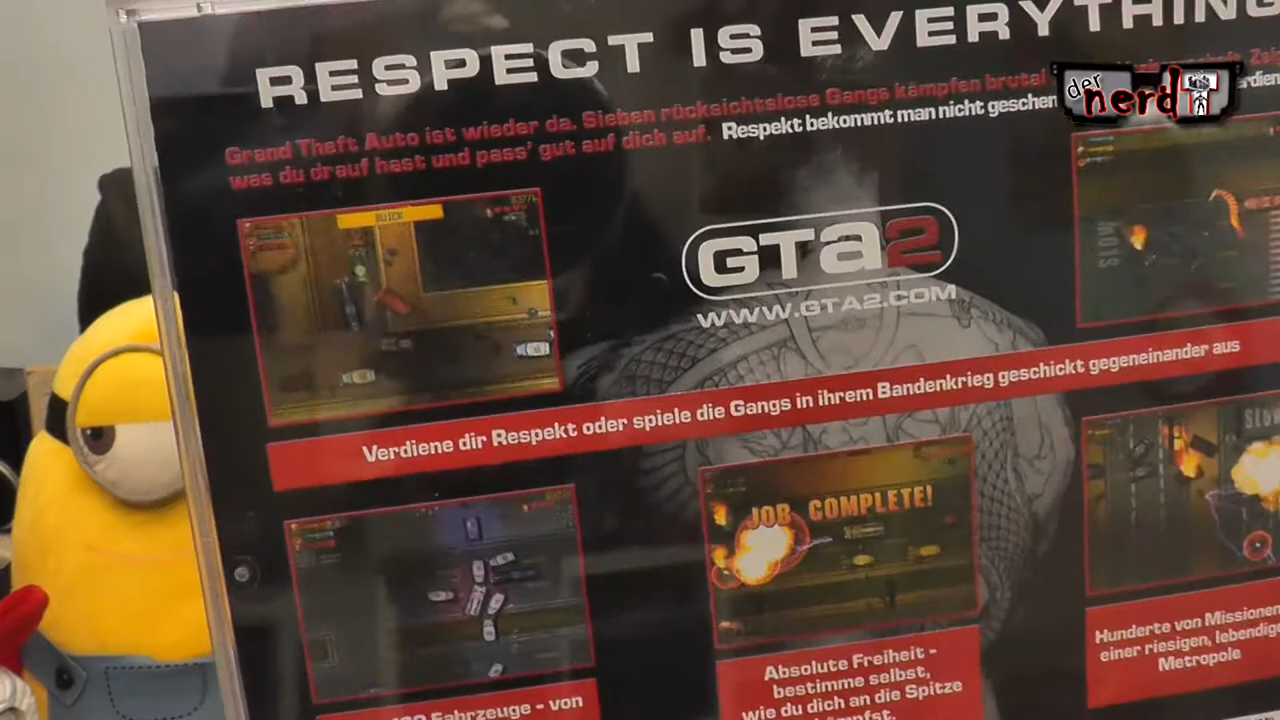 RESPECT IS EVERYTHING
der
nerd
Grand Theft Auto ist wieder da. Sieben rücksichtslose Gangs kämpfen brutal
was du drauf hast und pass' gut auf dich auf. Respekt bekommt man nicht
BUICK
GTA2
WWW.GTA2.COM
SLOW
Verdiene dir Respekt oder spiele die Gangs in ihrem Bandenkrieg geschickt gegeneinander aus
JOB COMPLETE!
Hunderte von Missionen
einer riesigen, lebendige
Metropole
Absolute Freiheit -
bestimme selbst,
wie du dich an die Spitze
Fahrzeuge - von